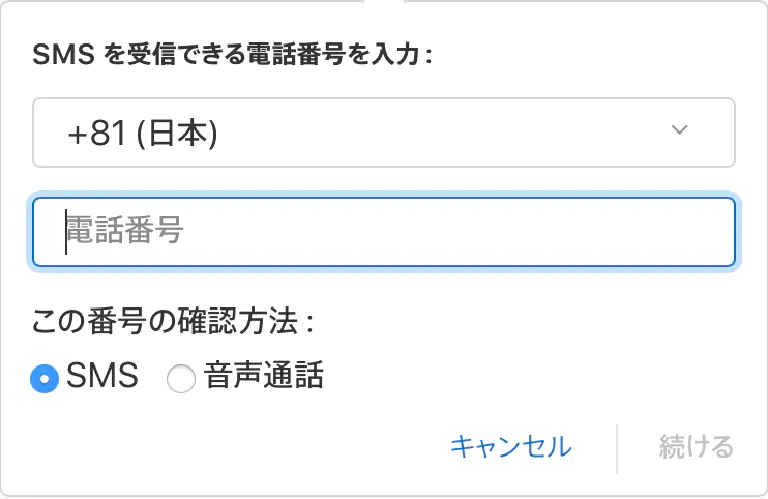 SMS を受信できる電話番号を入力 :
+81 (日本)
電話番号
この番号の確認方法 :
SMS 音声通話
キャンセル 続ける